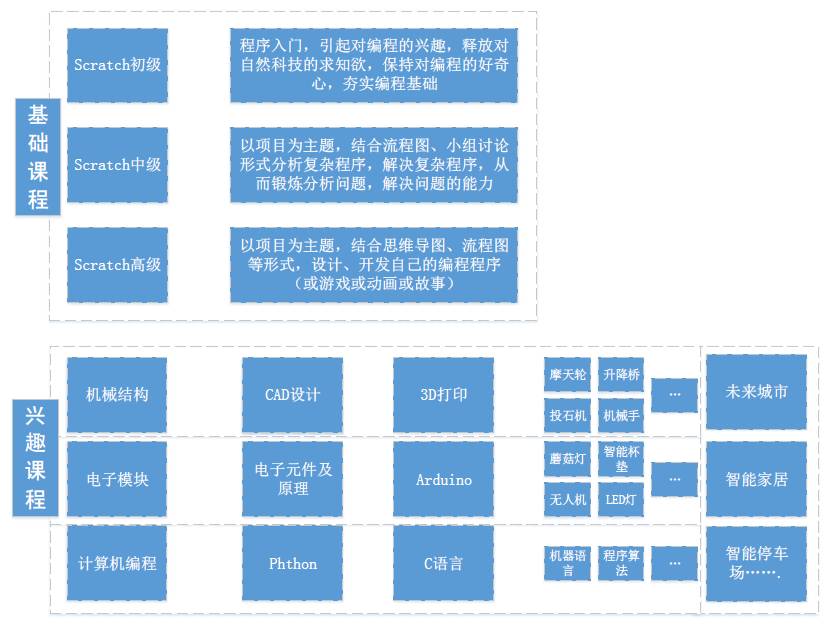 基础课程
Scratch初级
程序入门，引起对编程的兴趣，释放对
自然科技的求知欲，保持对编程的好奇
心，夯实编程基础
Scratch中级
以项目为主题，结合流程图、小组讨论
形式分析复杂程序，解决复杂程序，从
而锻炼分析问题，解决问题的能力
Scratch高级
以项目为主题，结合思维导图、流程图
等形式，设计、开发自己的编程程序
（或游戏或动画或故事）
兴趣课程
机械结构
CAD设计
3D打印
摩天轮
升降桥
投石机
机械手
…
未来城市
电子模块
电子元件及
原理
Arduino
蘑菇灯
智能杯
垫
无人机
LED灯
…
智能家居
计算机编程
Phthon
C语言
机器语
言
程序算
法
…
智能停车
场…….